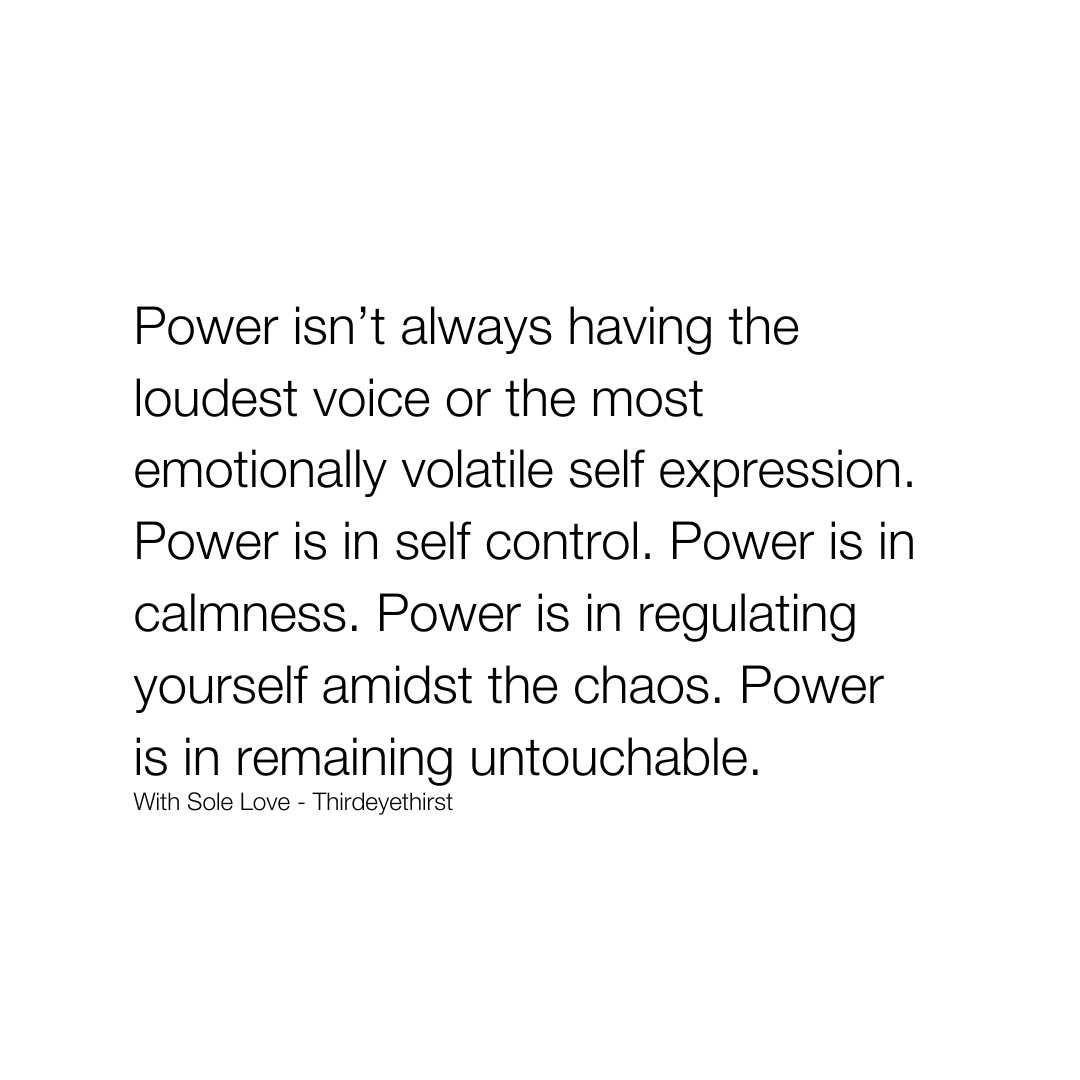 Power isn’t always having the
loudest voice or the most
emotionally volatile self expression.
Power is in self control. Power is in
calmness. Power is in regulating
yourself amidst the chaos. Power
is in remaining untouchable.
With Sole Love - Thirdeyethirst